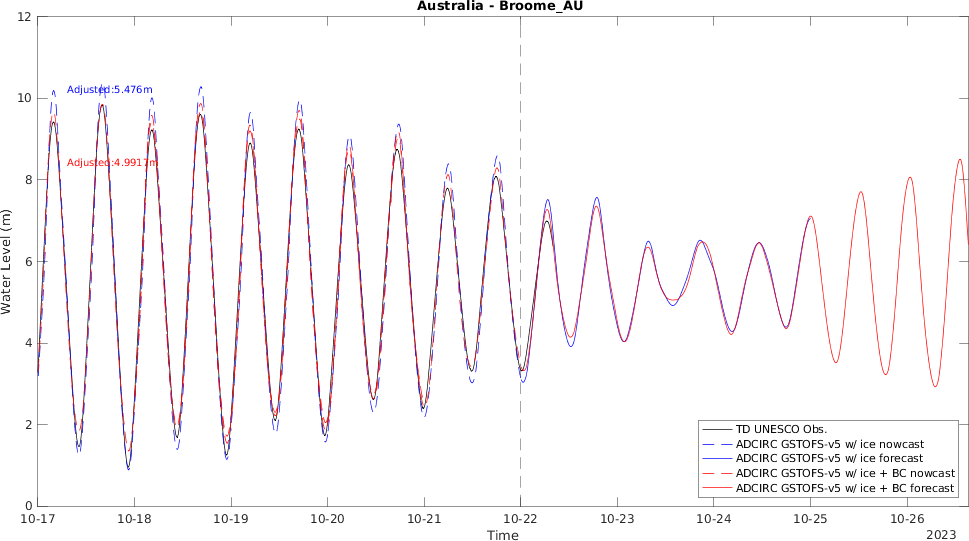 Australia - Broome_AU
12
10
8
6
4
2
0
Water Level (m)
Adjusted:5.476m
Adjusted:4.9917m
TD UNESCO Obs.
ADCIRC GSTOFS-v5 w/ ice nowcast
ADCIRC GSTOFS-v5 w/ ice forecast
ADCIRC GSTOFS-v5 w/ ice + BC nowcast
ADCIRC GSTOFS-v5 w/ ice + BC forecast
10-17 10-18 10-19 10-20 10-21 10-22 10-23 10-24 10-25 10-26
Time
2023